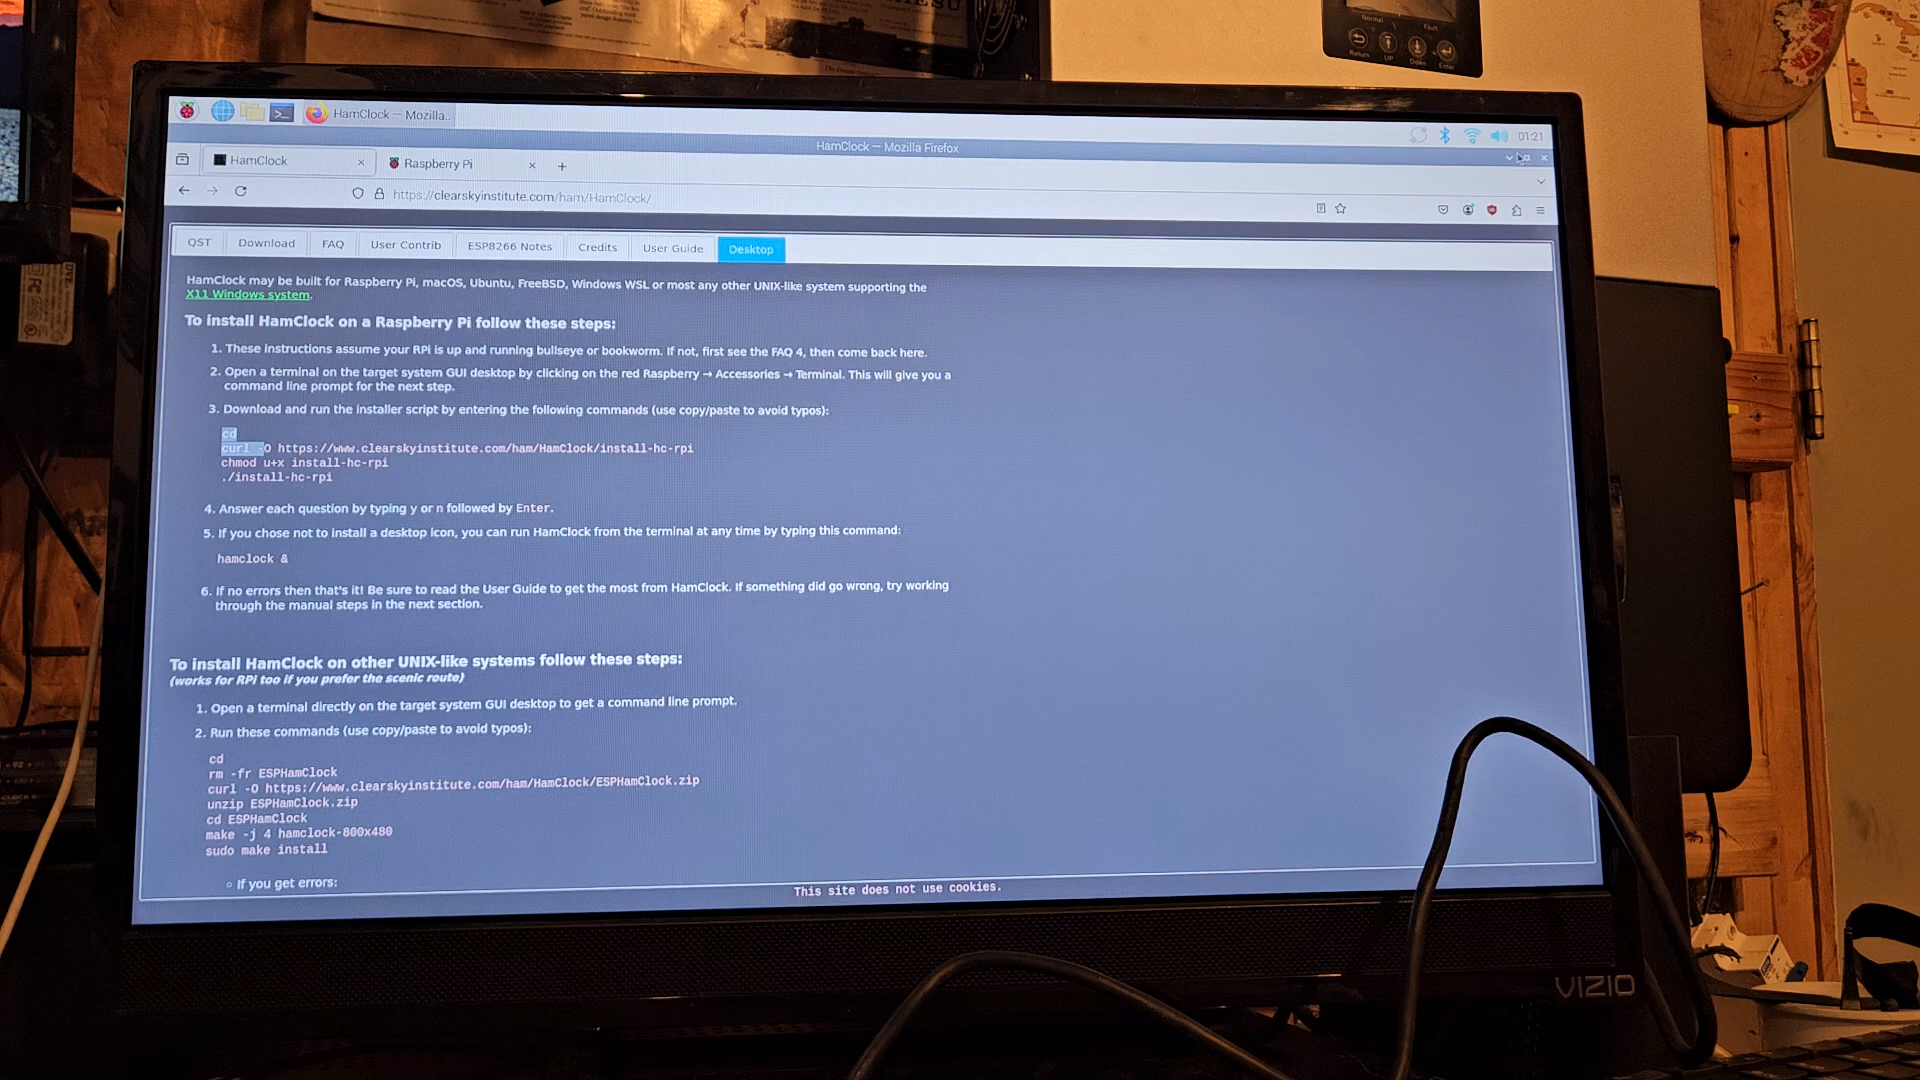 Normal
Fault
Return
UP
Down
Enter
HamClock — Mozilla..
01:21
HamClock — Mozilla Firefox
HamClock
Raspberry Pi
https://clearskyinstitute.com/ham/HamClock/
QST
Download
FAQ
User Contrib
ESP8266 Notes
Credits
User Guide
Desktop
HamClock may be built for Raspberry Pi, macOS, Ubuntu, FreeBSD, Windows WSL or most any other UNIX-like system supporting the
X11 Windows system.
To install HamClock on a Raspberry Pi follow these steps:
1. These instructions assume your RPi is up and running bullseye or bookworm. If not, first see the FAQ 4, then come back here.
2. Open a terminal on the target system GUI desktop by clicking on the red Raspberry → Accessories → Terminal. This will give you a
command line prompt for the next step.
3. Download and run the installer script by entering the following commands (use copy/paste to avoid typos):
cd
curl -O https://www.clearskyinstitute.com/ham/HamClock/install-hc-rpi
chmod u+x install-hc-rpi
./install-hc-rpi
4. Answer each question by typing y or n followed by Enter.
5. If you chose not to install a desktop icon, you can run HamClock from the terminal at any time by typing this command:
hamclock &
6. If no errors then that's it! Be sure to read the User Guide to get the most from HamClock. If something did go wrong, try working
through the manual steps in the next section.
To install HamClock on other UNIX-like systems follow these steps:
(works for RPi too if you prefer the scenic route)
1. Open a terminal directly on the target system GUI desktop to get a command line prompt.
2. Run these commands (use copy/paste to avoid typos):
cd
rm -fr ESPHamClock
curl -O https://www.clearskyinstitute.com/ham/HamClock/ESPHamClock.zip
unzip ESPHamClock.zip
cd ESPHamClock
make -j 4 hamclock-800x480
sudo make install
◦ If you get errors:
This site does not use cookies.
VIZIO